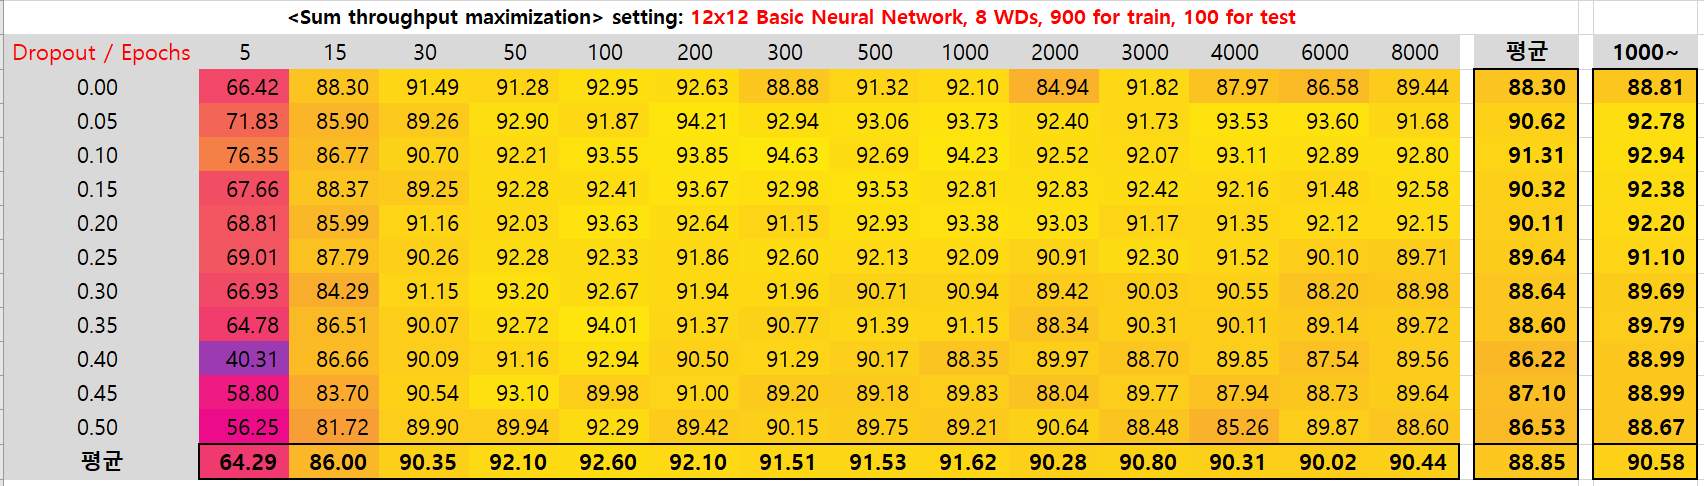 <Sum throughput maximization> setting: 12x12 Basic Neural Network, 8 WDs, 900 for train, 100 for test
Dropout / Epochs 5 15 30 50 100 200 300 500 1000 2000 3000 4000 6000 8000 평균 1000~
0.00 66.42 88.30 91.49 91.28 92.95 92.63 88.88 91.32 92.10 84.94 91.82 87.97 86.58 89.44 88.30 88.81
0.05 71.83 85.90 89.26 92.90 91.87 94.21 92.94 93.06 93.73 92.40 91.73 93.53 93.60 91.68 90.62 92.78
0.10 76.35 86.77 90.70 92.21 93.55 93.85 94.63 92.69 94.23 92.52 92.07 93.11 92.89 92.80 91.31 92.94
0.15 67.66 88.37 89.25 92.28 92.41 93.67 92.98 93.53 92.81 92.83 92.42 92.16 91.48 92.58 90.32 92.38
0.20 68.81 85.99 91.16 92.03 93.63 92.64 91.15 92.93 93.38 93.03 91.17 91.35 92.12 92.15 90.11 92.20
0.25 69.01 87.79 90.26 92.28 92.33 91.86 92.60 92.13 92.09 90.91 92.30 91.52 90.10 89.71 89.64 91.10
0.30 66.93 84.29 91.15 93.20 92.67 91.94 91.96 90.71 90.94 89.42 90.03 90.55 88.20 88.98 88.64 89.69
0.35 64.78 86.51 90.07 92.72 94.01 91.37 90.77 91.39 91.15 88.34 90.31 90.11 89.14 89.72 88.60 89.79
0.40 40.31 86.66 90.09 91.16 92.94 90.50 91.29 90.17 88.35 89.97 88.70 89.85 87.54 89.56 86.22 88.99
0.45 58.80 83.70 90.54 93.10 89.98 91.00 89.20 89.18 89.83 88.04 89.77 87.94 88.73 89.64 87.10 88.99
0.50 56.25 81.72 89.90 89.94 92.29 89.42 90.15 89.75 89.21 90.64 88.48 85.26 89.87 88.60 86.53 88.67
평균 64.29 86.00 90.35 92.10 92.60 92.10 91.51 91.53 91.62 90.28 90.80 90.31 90.02 90.44 88.85 90.58